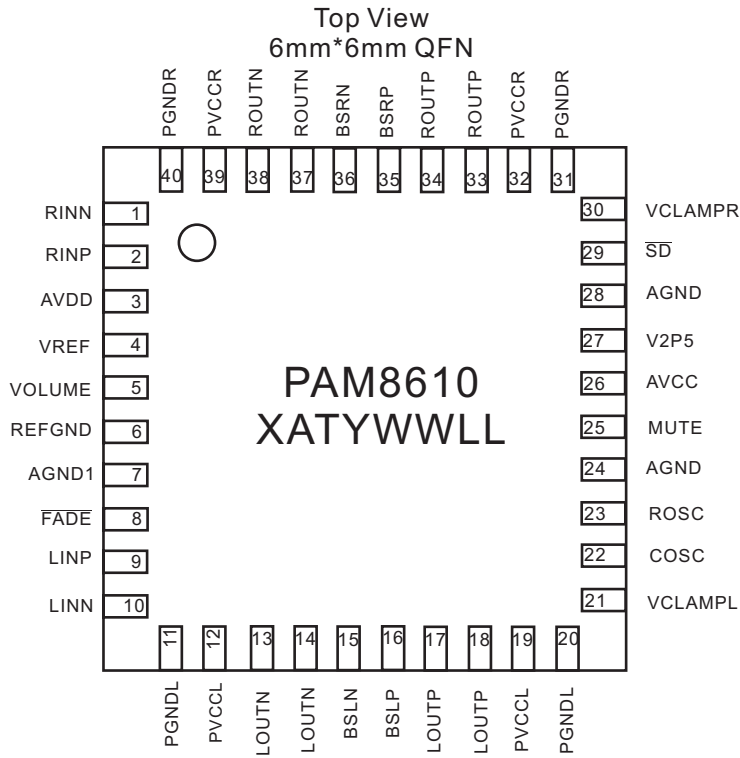 Top View
6mm*6mm QFN
PGNDR
PVCCR
ROUTN
ROUTN
BSRN
BSRP
ROUTP
ROUTP
PVCCR
PGNDR
40 39 38 37 36 35 34 33 32 31
RINN 1
RINP 2
AVDD 3
VREF 4
VOLUME 5
REFGND 6
AGND1 7
F̅A̅D̅E̅ 8
LINP 9
LINN 10
PAM8610
XATYWWLL
30 VCLAMPR
29 S̅D̅
28 AGND
27 V2P5
26 AVCC
25 MUTE
24 AGND
23 ROSC
22 COSC
21 VCLAMPL
11 12 13 14 15 16 17 18 19 20
PGNDL
PVCCL
LOUTN
LOUTN
BSLN
BSLP
LOUTP
LOUTP
PVCCL
PGNDL